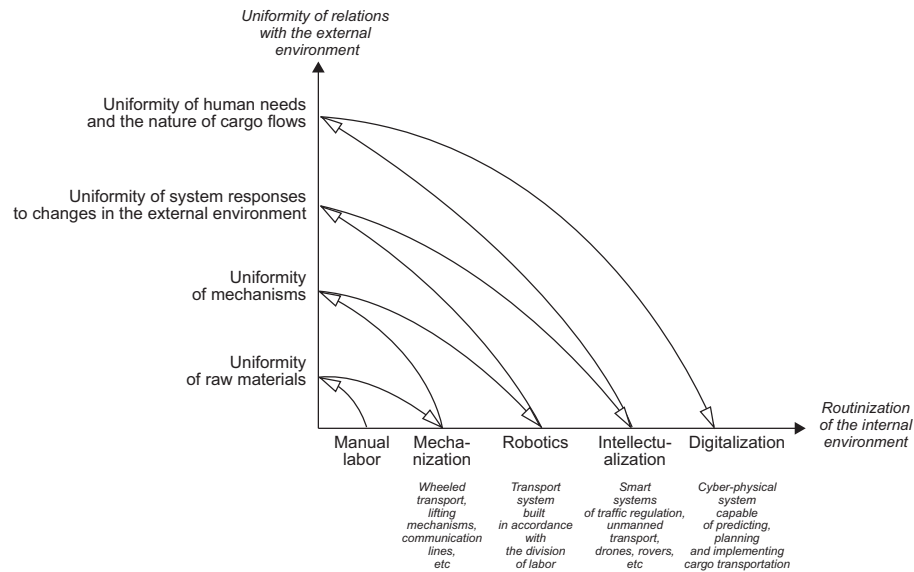 Uniformity of relations
with the external
environment
Uniformity of human needs
and the nature of cargo flows
Uniformity of system responses
to changes in the external environment
Uniformity
of mechanisms
Uniformity
of raw materials
Routinization
of the internal
environment
Manual
labor
Mecha-
nization
Robotics
Intellectu-
alization
Digitalization
Wheeled
transport,
lifting
mechanisms,
communication
lines,
etc
Transport
system
built
in accordance
with
the division
of labor
Smart
systems
of traffic regulation,
unmanned
transport,
drones, rovers,
etc
Cyber-physical
system
capable
of predicting,
planning
and implementing
cargo transportation